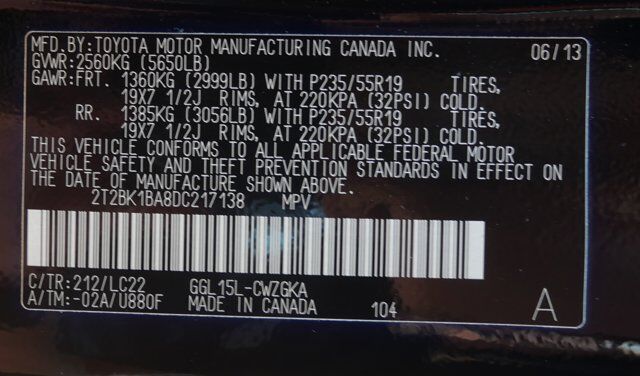 MFD.BY:TOYOTA MOTOR MANUFACTURING CANADA INC. 06/13
GVWR:2560KG (5650LB)
GAWR:FRT. 1360KG (2999LB) WITH P235/55R19 TIRES,
19X7 1/2J RIMS, AT 220KPA (32PSI) COLD.
RR. 1385KG (3056LB) WITH P235/55R19 TIRES,
19X7 1/2J RIMS, AT 220KPA (32PSI) COLD.
THIS VEHICLE CONFORMS TO ALL APPLICABLE FEDERAL MOTOR
VEHICLE SAFETY AND THEFT PREVENTION STANDARDS IN EFFECT ON
THE DATE OF MANUFACTURE SHOWN ABOVE.
2T2BK1BA8DC217138 MPV
C/TR:212/LC22 GGL15L-CWZGKA
A/TM:-02A/U880F MADE IN CANADA 104 A